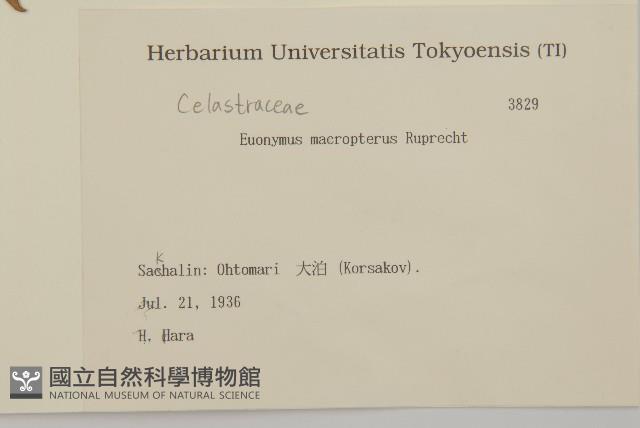 Herbarium Universitatis Tokyoensis (TI)
Celastraceae
3829
Euonymus macropterus Ruprecht
K
Sachalin: Ohtomari 大泊 (Korsakov).
Jul. 21, 1936
H. Hara
國立自然科學博物館
NATIONAL MUSEUM OF NATURAL SCIENCE